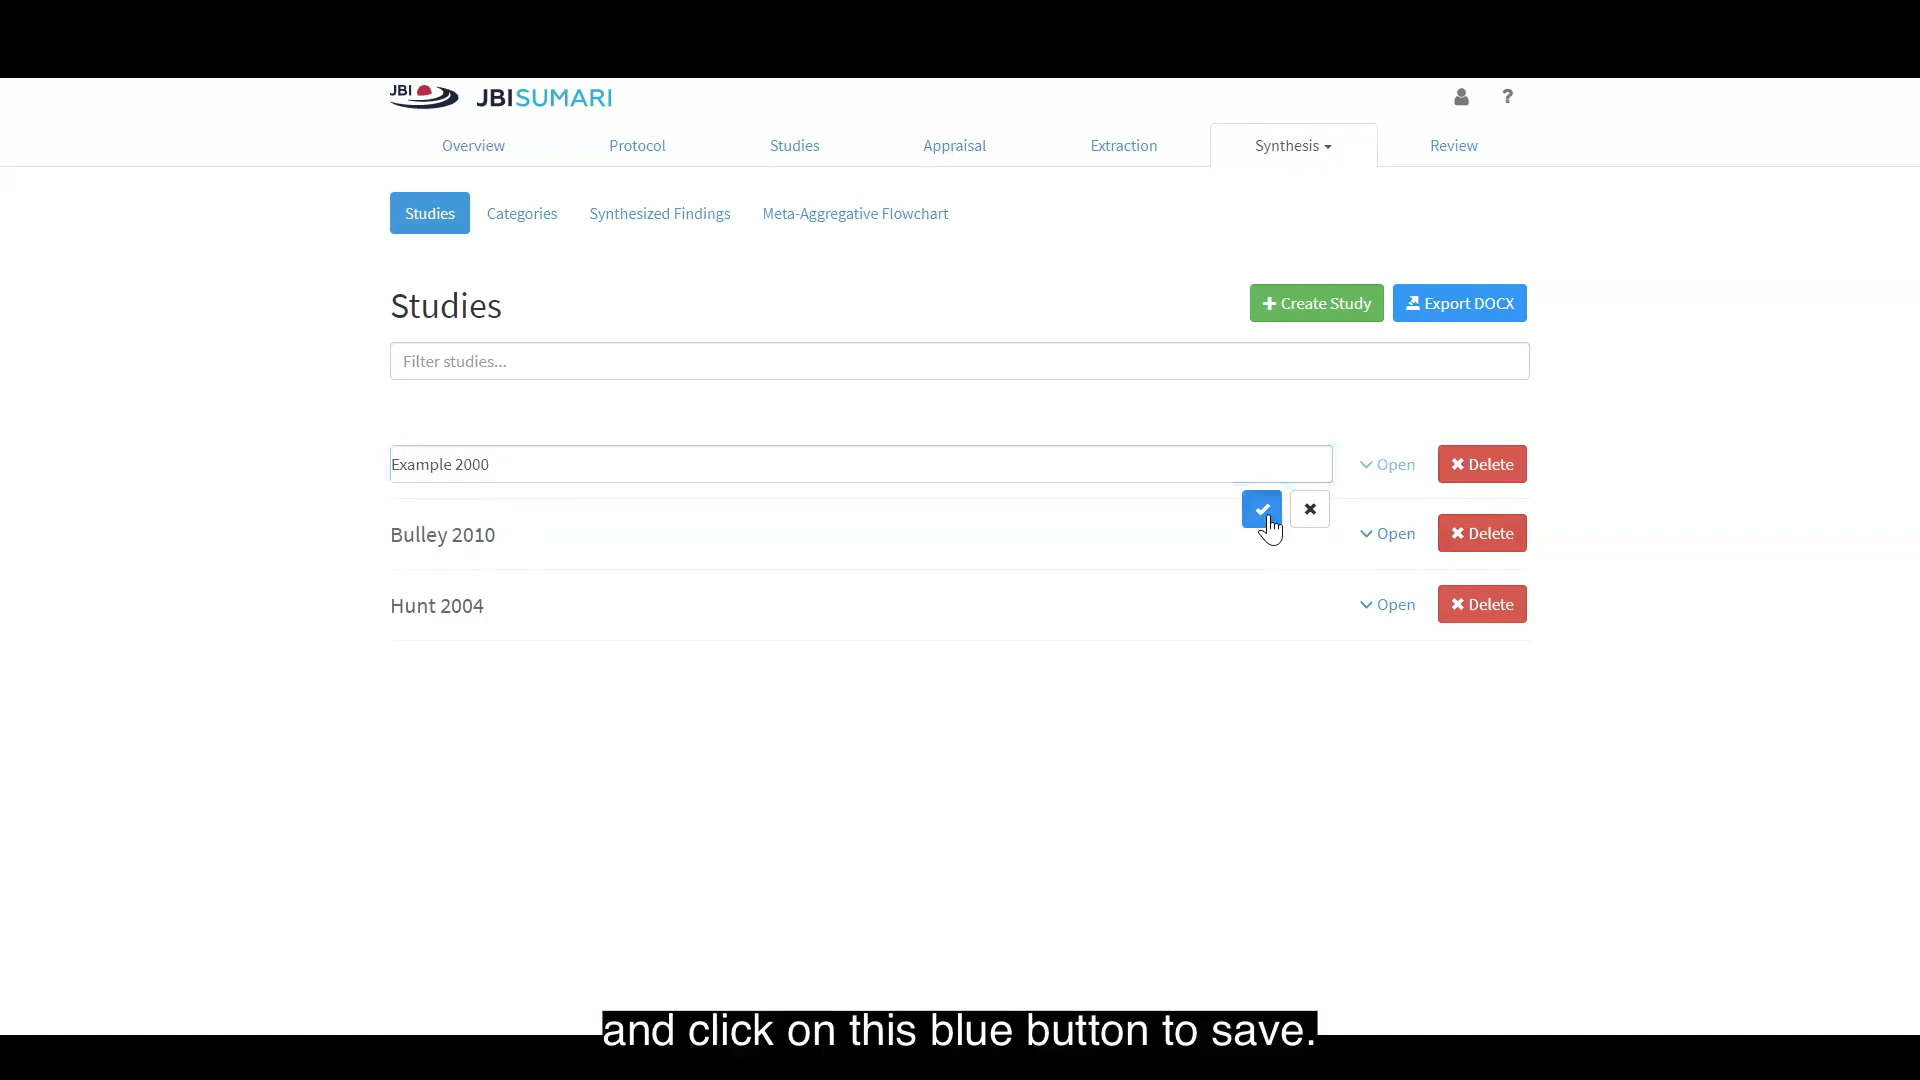 JBI JBISUMARI ?
Overview Protocol Studies Appraisal Extraction Synthesis Review
Studies Categories Synthesized Findings Meta-Aggregative Flowchart
Studies Create Study Export DOCX
Filter studies...
Example 2000 Open Delete
Bulley 2010 Open Delete
Hunt 2004 Open Delete
and click on this blue button to save.